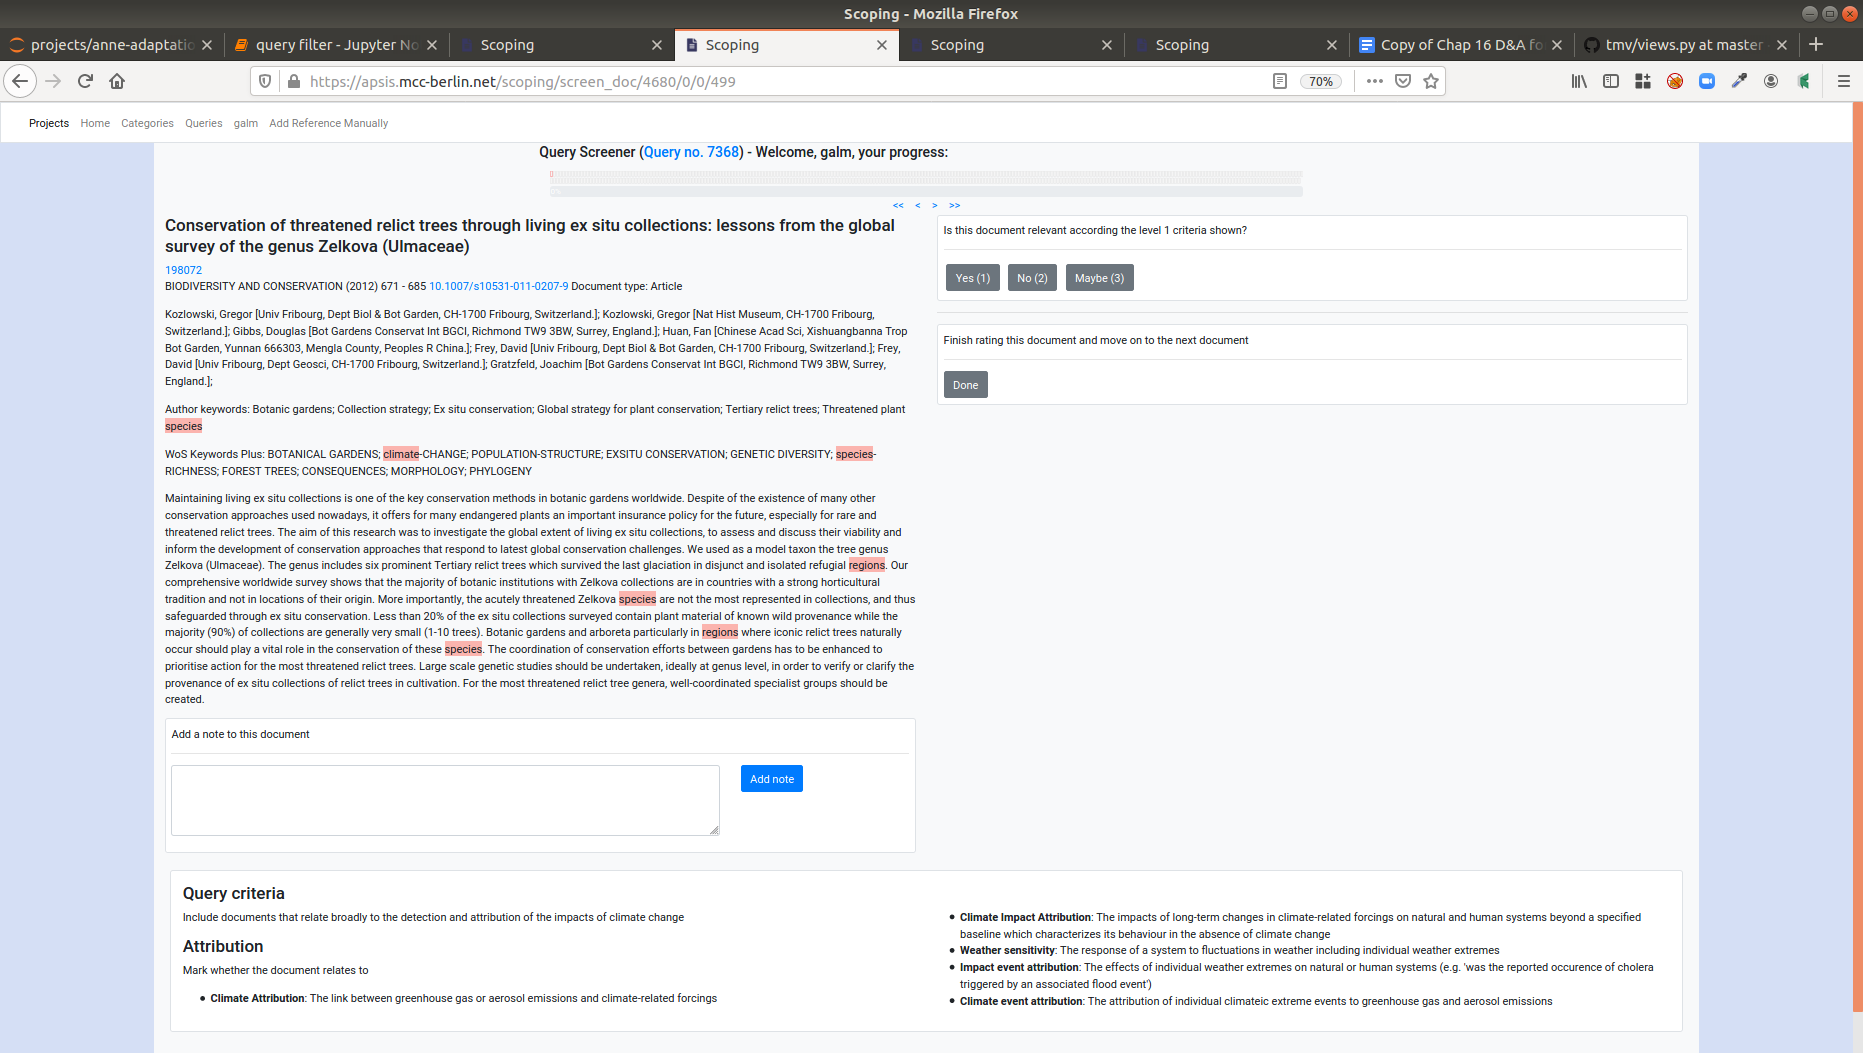 Scoping - Mozilla Firefox
projects/anne-adaptatio
query filter - Jupyter No
Scoping
Scoping
Scoping
Scoping
Copy of Chap 16 D&A fo
tmv/views.py at master
https://apsis.mcc-berlin.net/scoping/screen_doc/4680/0/0/499
70%
Projects Home Categories Queries galm Add Reference Manually
Query Screener (Query no. 7368) - Welcome, galm, your progress:
<< < > >>
Conservation of threatened relict trees through living ex situ collections: lessons from the global
survey of the genus Zelkova (Ulmaceae)
198072
BIODIVERSITY AND CONSERVATION (2012) 671 - 685 10.1007/s10531-011-0207-9 Document type: Article
Kozlowski, Gregor [Univ Fribourg, Dept Biol & Bot Garden, CH-1700 Fribourg, Switzerland.]; Kozlowski, Gregor [Nat Hist Museum, CH-1700 Fribourg,
Switzerland.]; Gibbs, Douglas [Bot Gardens Conservat Int BGCI, Richmond TW9 3BW, Surrey, England.]; Huan, Fan [Chinese Acad Sci, Xishuangbanna Trop
Bot Garden, Yunnan 666303, Mengla County, Peoples R China.]; Frey, David [Univ Fribourg, Dept Biol & Bot Garden, CH-1700 Fribourg, Switzerland.]; Frey,
David [Univ Fribourg, Dept Geosci, CH-1700 Fribourg, Switzerland.]; Gratzfeld, Joachim [Bot Gardens Conservat Int BGCI, Richmond TW9 3BW, Surrey,
England.];
Author keywords: Botanic gardens; Collection strategy; Ex situ conservation; Global strategy for plant conservation; Tertiary relict trees; Threatened plant
species
WoS Keywords Plus: BOTANICAL GARDENS; climate-CHANGE; POPULATION-STRUCTURE; EXSITU CONSERVATION; GENETIC DIVERSITY; species-
RICHNESS; FOREST TREES; CONSEQUENCES; MORPHOLOGY; PHYLOGENY
Maintaining living ex situ collections is one of the key conservation methods in botanic gardens worldwide. Despite of the existence of many other
conservation approaches used nowadays, it offers for many endangered plants an important insurance policy for the future, especially for rare and
threatened relict trees. The aim of this research was to investigate the global extent of living ex situ collections, to assess and discuss their viability and
inform the development of conservation approaches that respond to latest global conservation challenges. We used as a model taxon the tree genus
Zelkova (Ulmaceae). The genus includes six prominent Tertiary relict trees which survived the last glaciation in disjunct and isolated refugial regions. Our
comprehensive worldwide survey shows that the majority of botanic institutions with Zelkova collections are in countries with a strong horticultural
tradition and not in locations of their origin. More importantly, the acutely threatened Zelkova species are not the most represented in collections, and thus
safeguarded through ex situ conservation. Less than 20% of the ex situ collections surveyed contain plant material of known wild provenance while the
majority (90%) of collections are generally very small (1-10 trees). Botanic gardens and arboreta particularly in regions where iconic relict trees naturally
occur should play a vital role in the conservation of these species. The coordination of conservation efforts between gardens has to be enhanced to
prioritise action for the most threatened relict trees. Large scale genetic studies should be undertaken, ideally at genus level, in order to verify or clarify the
provenance of ex situ collections of relict trees in cultivation. For the most threatened relict tree genera, well-coordinated specialist groups should be
created.
Add a note to this document
Add note
Is this document relevant according the level 1 criteria shown?
Yes (1) No (2) Maybe (3)
Finish rating this document and move on to the next document
Done
Query criteria
Include documents that relate broadly to the detection and attribution of the impacts of climate change
Attribution
Mark whether the document relates to
• Climate Attribution: The link between greenhouse gas or aerosol emissions and climate-related forcings
• Climate Impact Attribution: The impacts of long-term changes in climate-related forcings on natural and human systems beyond a specified
baseline which characterizes its behaviour in the absence of climate change
• Weather sensitivity: The response of a system to fluctuations in weather including individual weather extremes
• Impact event attribution: The effects of individual weather extremes on natural or human systems (e.g. 'was the reported occurence of cholera
triggered by an associated flood event')
• Climate event attribution: The attribution of individual climateic extreme events to greenhouse gas and aerosol emissions